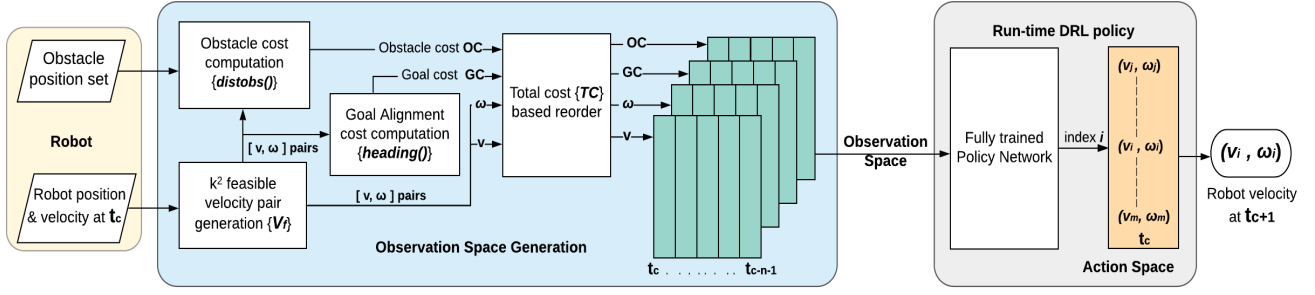 Obstacle
position set
Robot
Robot position
& velocity at tc
Obstacle cost
computation
{distobs()}
[ v, ω ] pairs
k² feasible
velocity pair
generation {Vf}
Goal Alignment
cost computation
{heading()}
[ v, ω ] pairs
Obstacle cost OC
Goal cost GC
ω
v
Total cost {TC}
based reorder
OC
GC
ω
v
tc . . . . . . . . tc-n-1
Observation Space Generation
Observation
Space
Run-time DRL policy
Fully trained
Policy Network
index i
(vj , ωj)
(vi , ωi)
(vm, ωm)
tc
Action Space
(vi , ωi)
Robot velocity
at tc+1